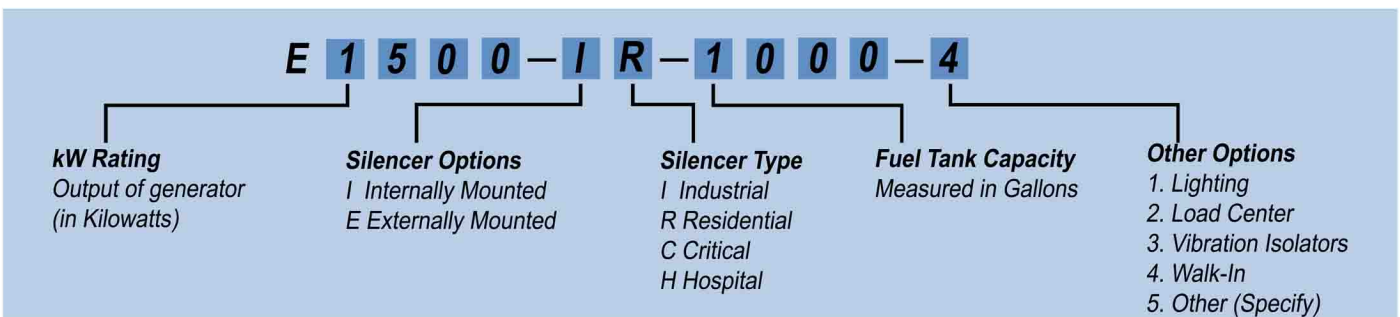 E 1 5 0 0 – I R – 1 0 0 0 – 4
kW Rating
Output of generator
(in Kilowatts)
Silencer Options
I Internally Mounted
E Externally Mounted
Silencer Type
I Industrial
R Residential
C Critical
H Hospital
Fuel Tank Capacity
Measured in Gallons
Other Options
1. Lighting
2. Load Center
3. Vibration Isolators
4. Walk-In
5. Other (Specify)